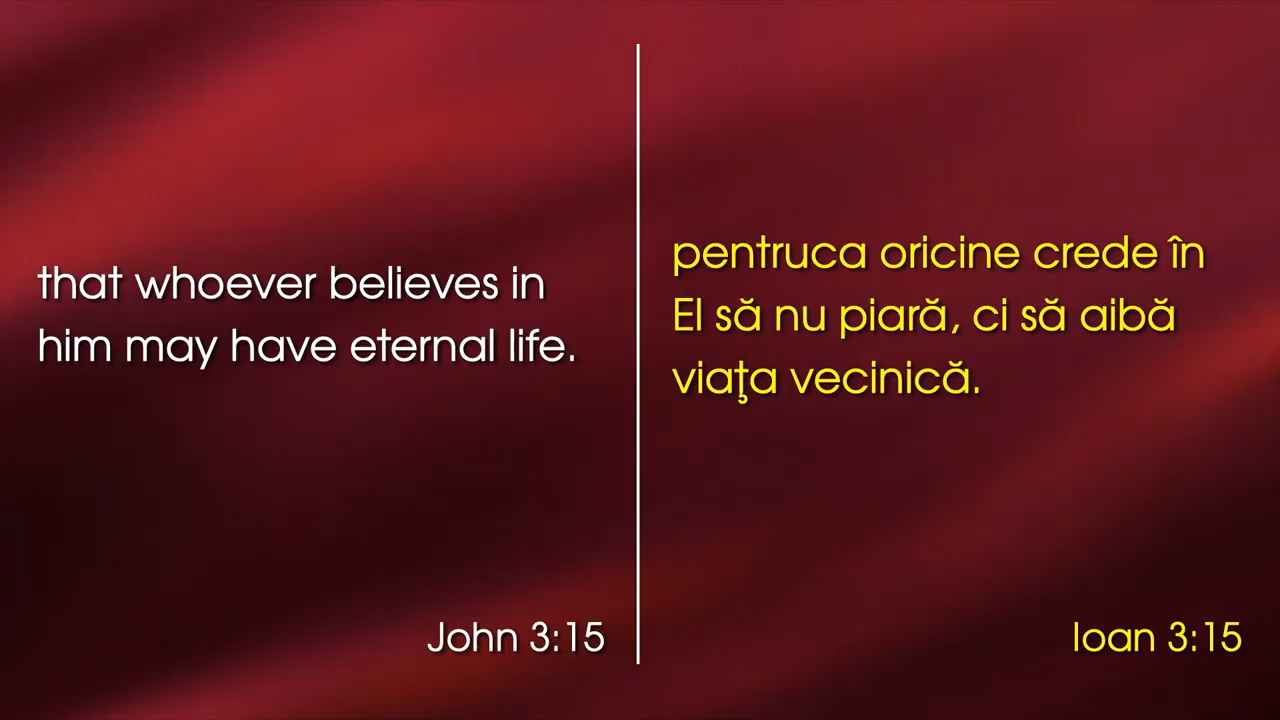 that whoever believes in
him may have eternal life.
John 3:15
pentruca oricine crede în
El să nu piară, ci să aibă
viaţa vecinică.
Ioan 3:15